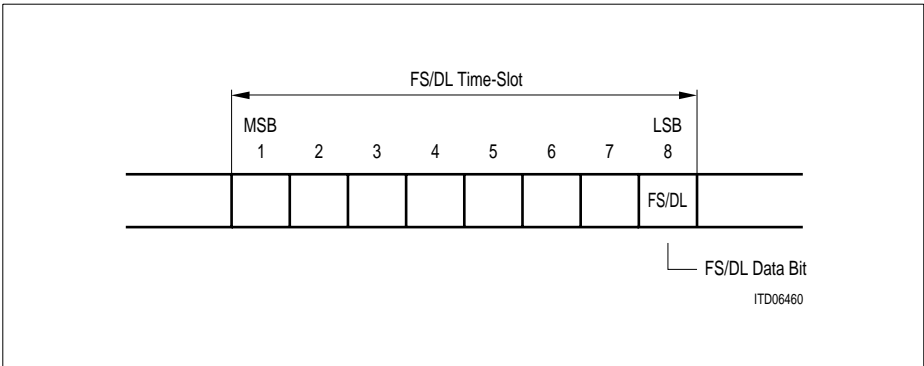 FS/DL Time-Slot
MSB LSB
1 2 3 4 5 6 7 8
FS/DL
FS/DL Data Bit
ITD06460